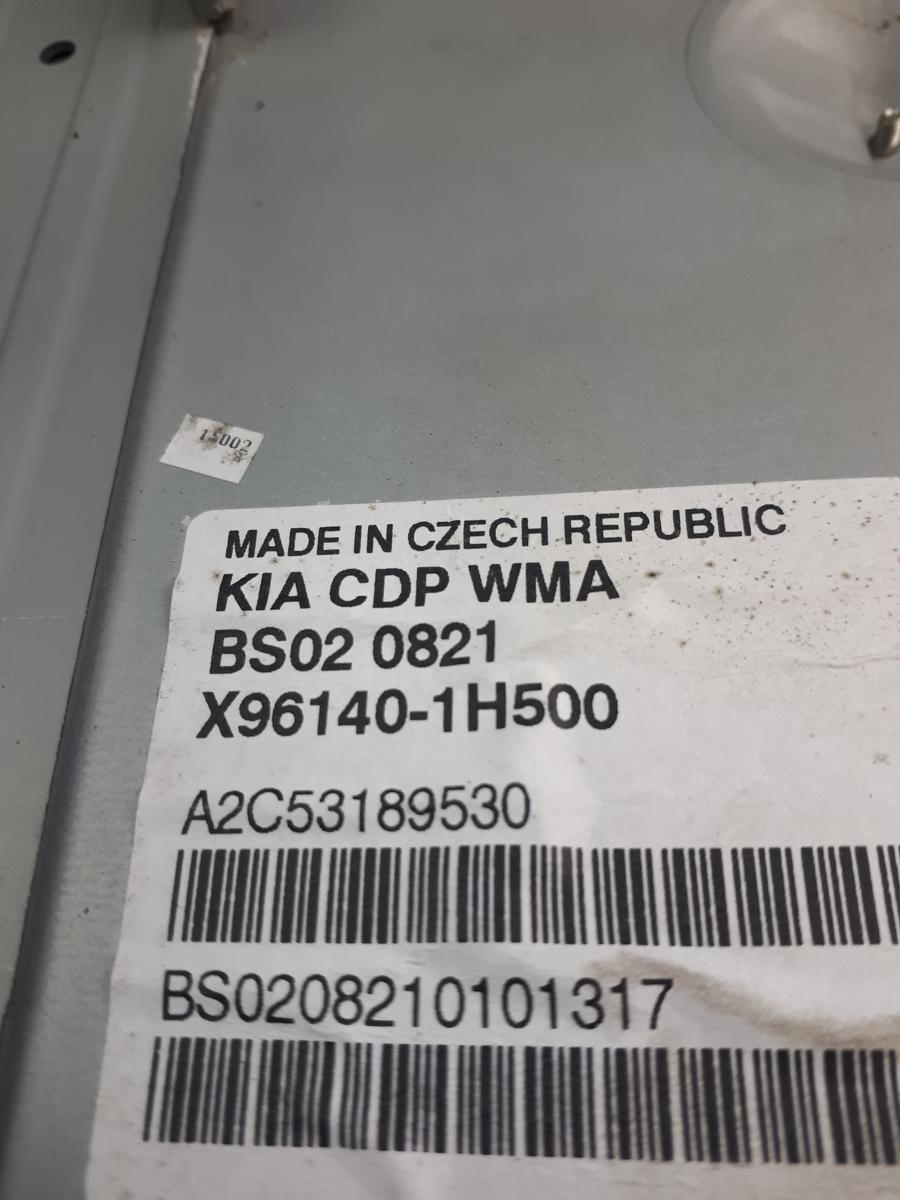 15002
MADE IN CZECH REPUBLIC
KIA CDP WMA
BS02 0821
X96140-1H500
A2C53189530
BS0208210101317